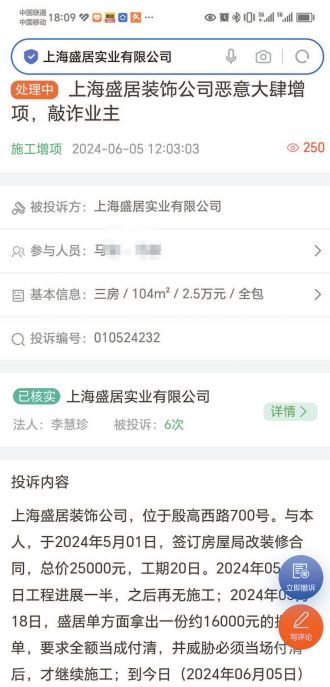 中国联通
中国移动
18:09
上海盛居实业有限公司
处理中 上海盛居装饰公司恶意大肆增
项，敲诈业主
施工增项 2024-06-05 12:03:03 250
被投诉方：上海盛居实业有限公司
参与人员：马
基本信息：三房 / 104m² / 2.5万元 / 全包
投诉编号：010524232
已核实 上海盛居实业有限公司
法人：李慧珍 被投诉：6次
详情 >
投诉内容
上海盛居装饰公司，位于殷高西路700号。与本
人，于2024年5月01日，签订房屋局改装修合
同，总价25000元，工期20日。2024年05
日工程进展一半，之后再无施工；2024年05月
18日，盛居单方面拿出一份约16000元的
单，要求全额当成付清，并威胁必须当场付清
后，才继续施工；到今日（2024年06月05日）
立即撤诉
写评论